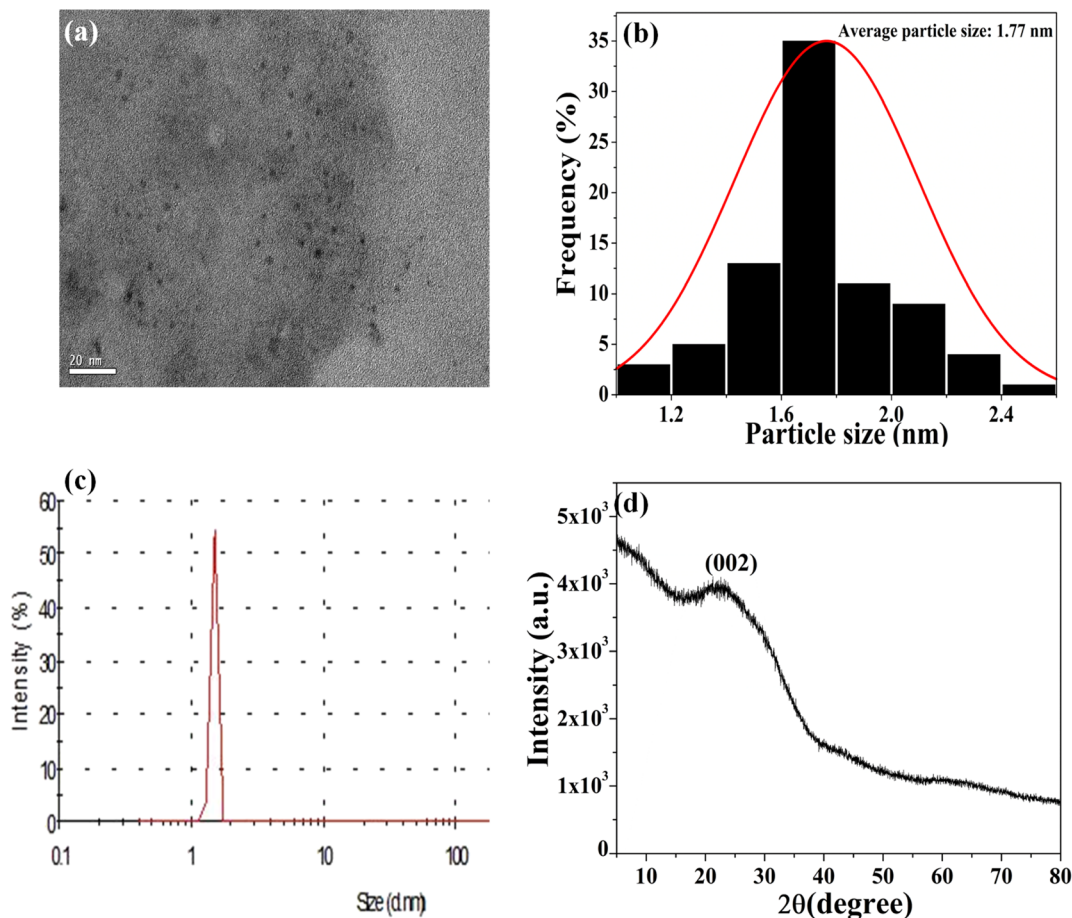 (a)
20 nm
(b)
Average particle size: 1.77 nm
Frequency (%)
35
30
25
20
15
10
5
0
1.2
1.6
2.0
2.4
Particle size (nm)
(c)
Intensity (%)
60
50
40
30
20
10
0
0.1
1
10
100
Size (d.nm)
(d)
(002)
Intensity (a.u.)
5x10³
4x10³
3x10³
2x10³
1x10³
0
10
20
30
40
50
60
70
80
2θ(degree)